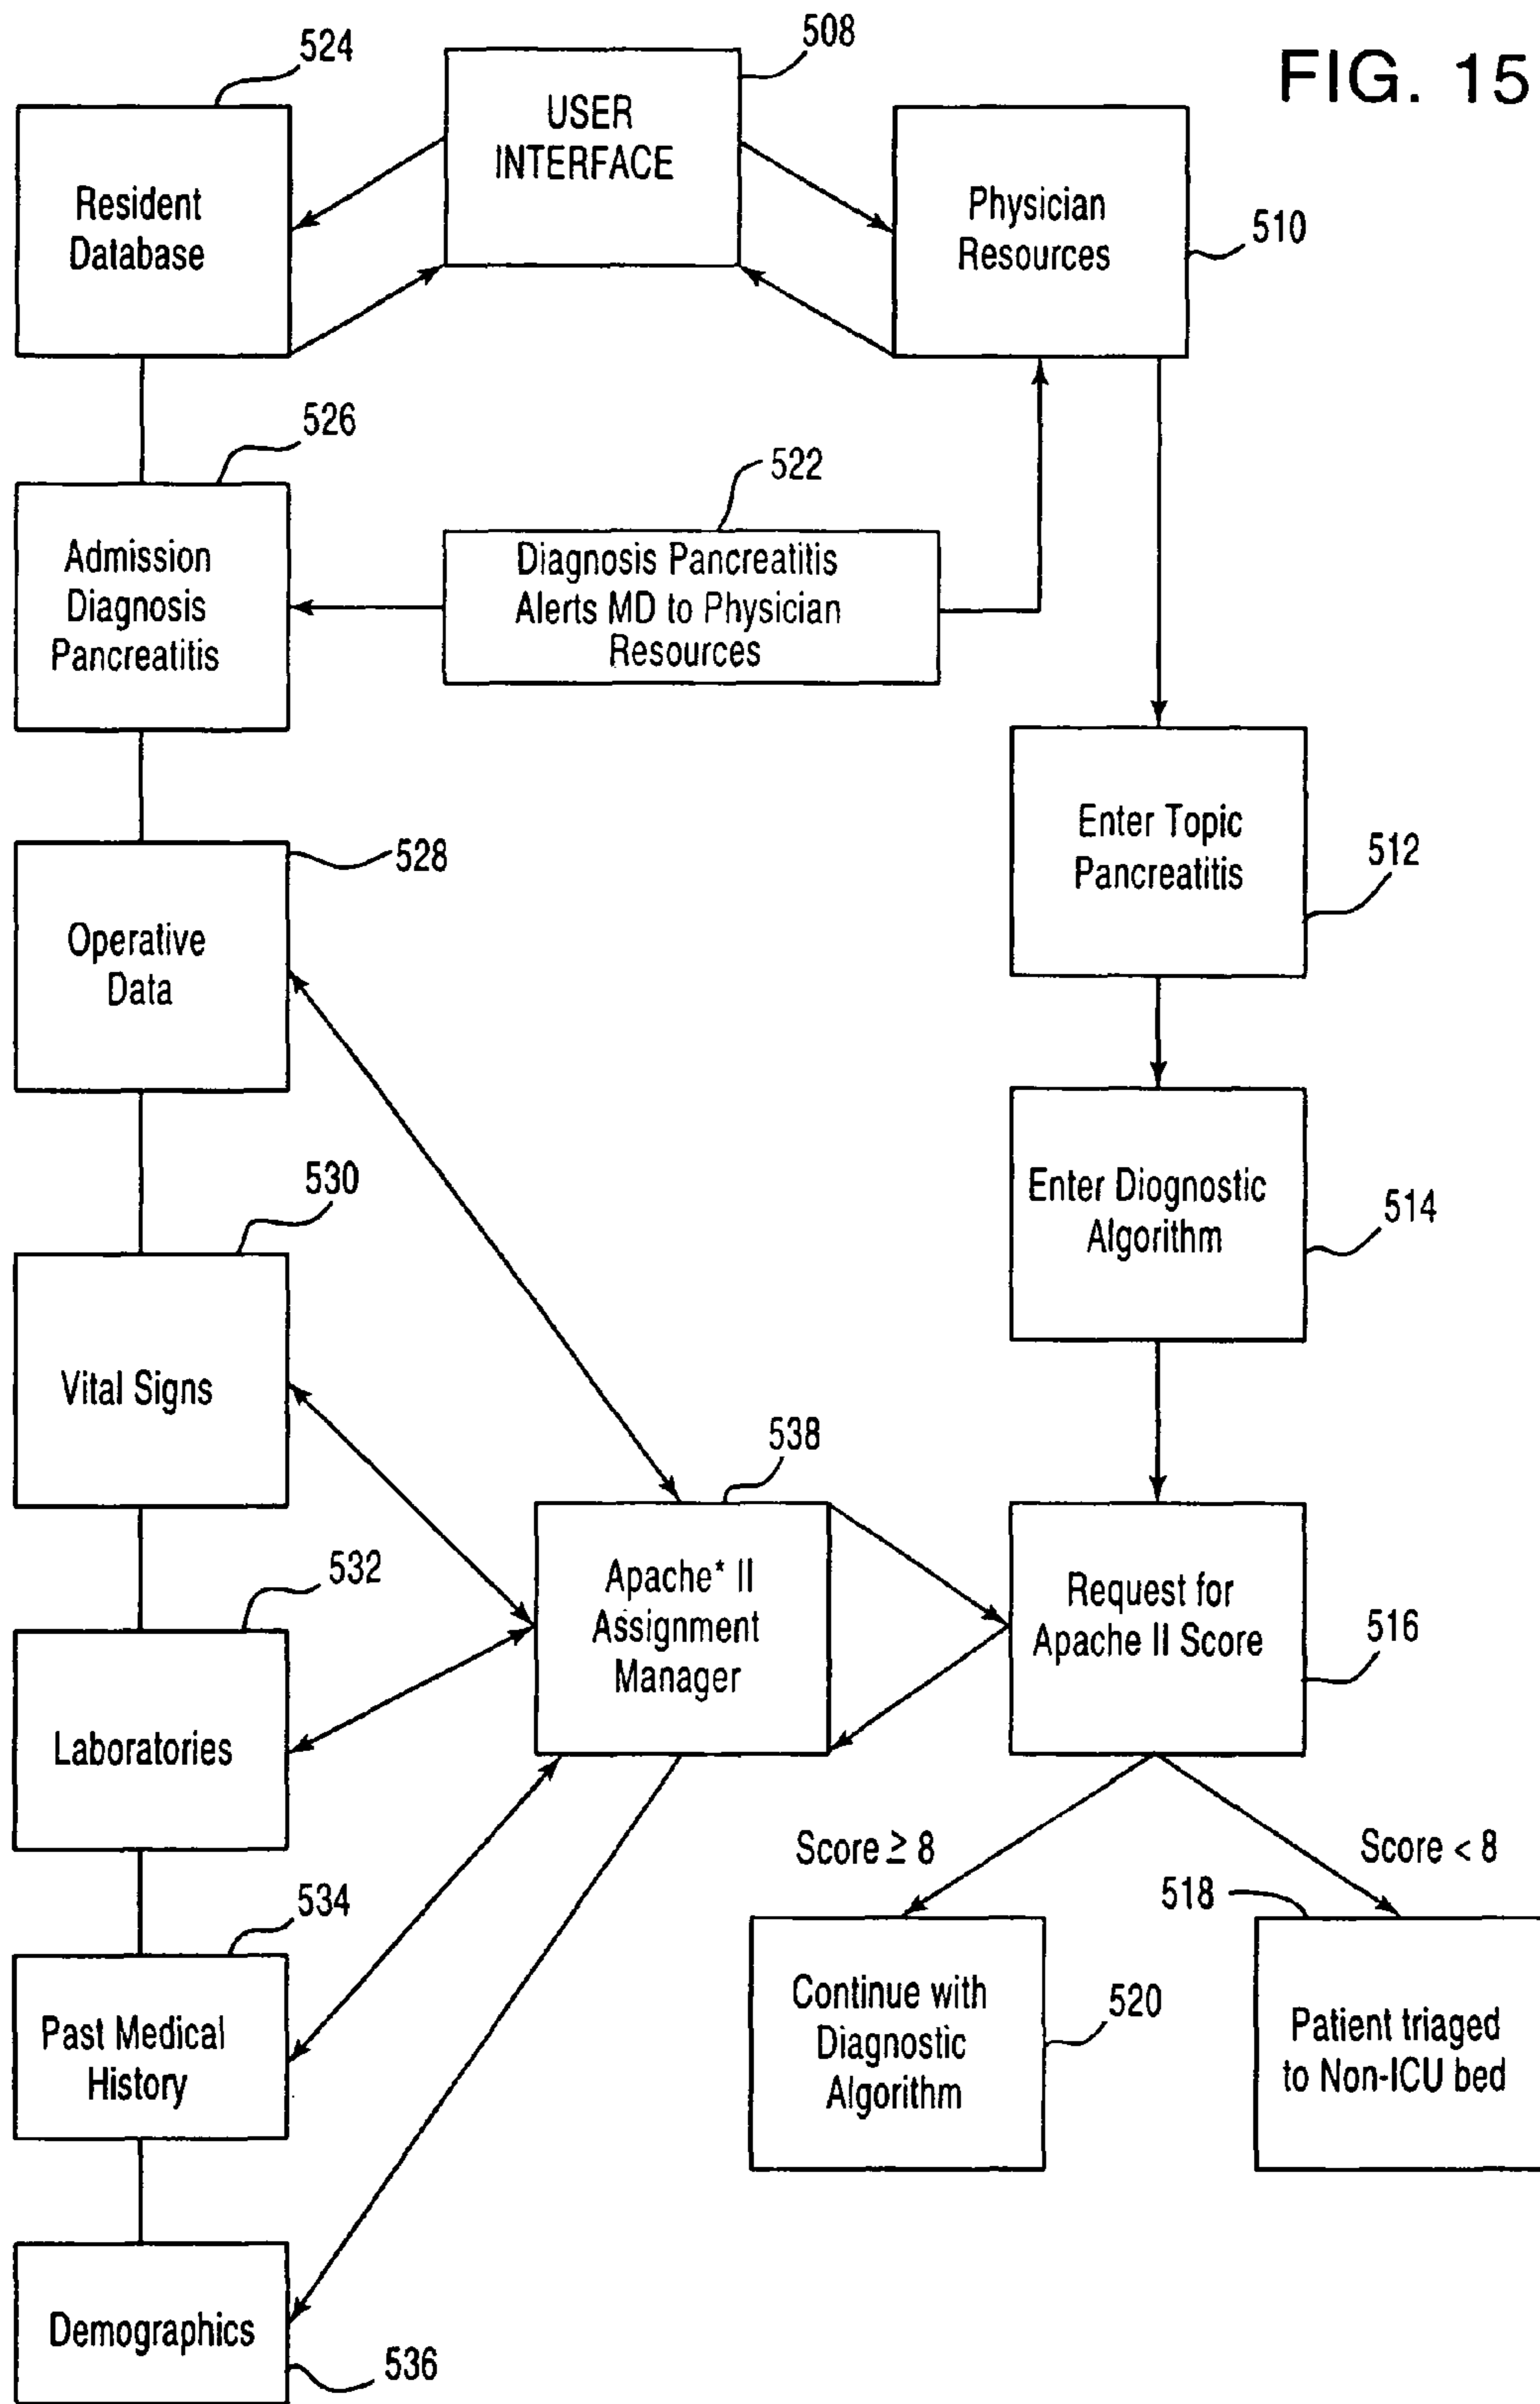 FIG. 15
524
508
USER
INTERFACE
Resident
Database
Physician
Resources
510
526
522
Admission
Diagnosis
Pancreatitis
Diagnosis Pancreatitis
Alerts MD to Physician
Resources
528
Operative
Data
Enter Topic
Pancreatitis
512
530
Enter Diognostic
Algorithm
514
Vital Signs
538
532
Apache* II
Assignment
Manager
Request for
Apache II Score
516
Laboratories
Score ≥ 8
Score < 8
534
518
Past Medical
History
Continue with
Diagnostic
Algorithm
520
Patient triaged
to Non-ICU bed
Demographics
536